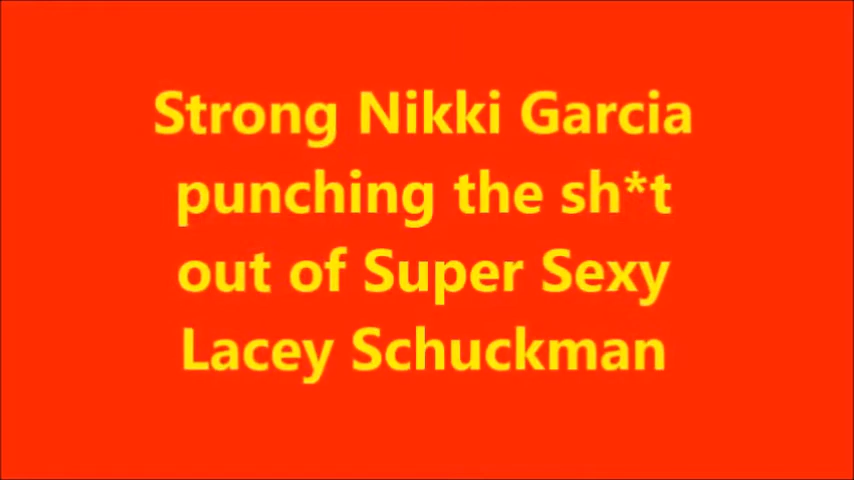 Strong Nikki Garcia
punching the sh*t
out of Super Sexy
Lacey Schuckman